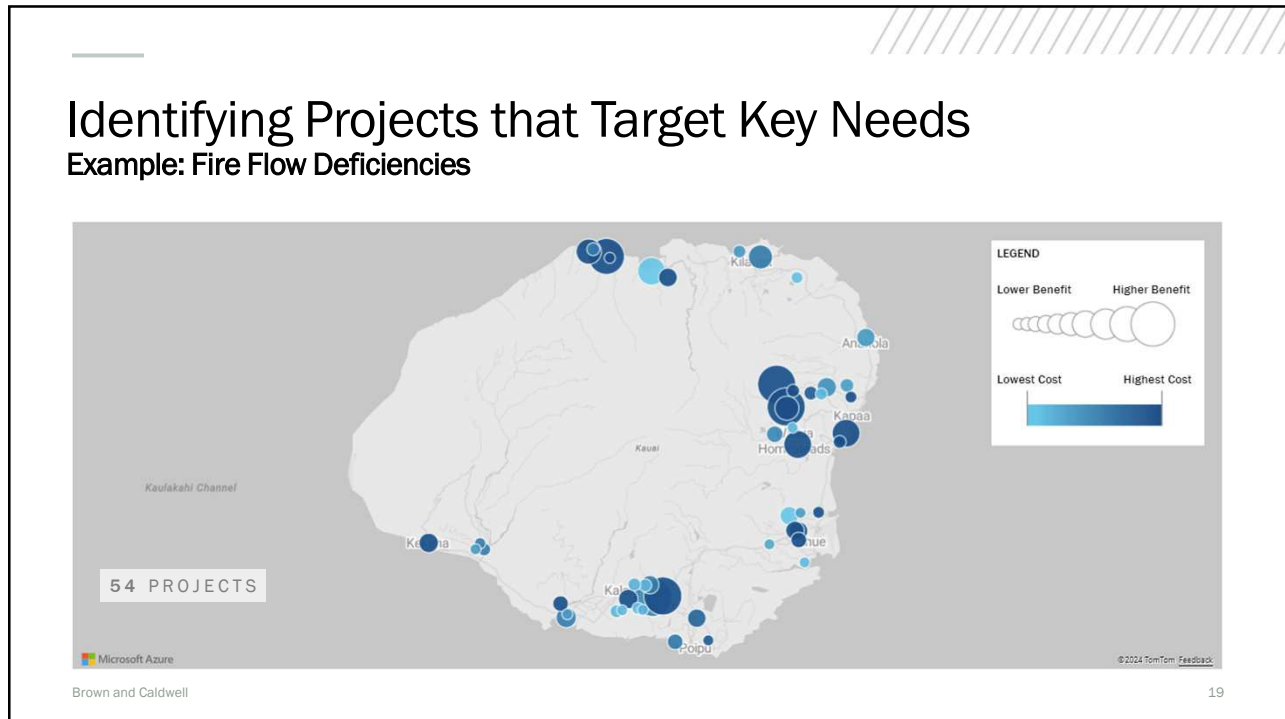 Identifying Projects that Target Key Needs
Example: Fire Flow Deficiencies
LEGEND
Lower Benefit Higher Benefit
Lowest Cost Highest Cost
Kapaa
Kauai
Kaulakahi Channel
54 PROJECTS
Poipu
Microsoft Azure
©2024 TomTom Feedback
Brown and Caldwell
19